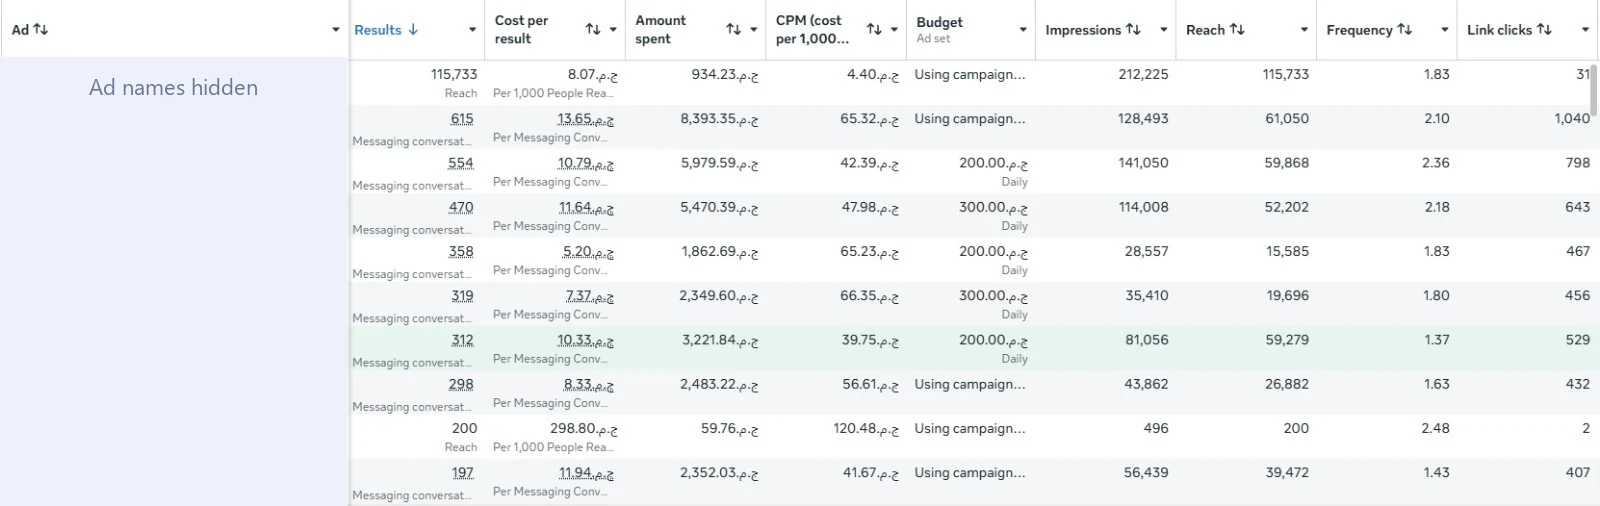 Ad
Results
Cost per result
Amount spent
CPM (cost per 1,000...
Budget
Ad set
Impressions
Reach
Frequency
Link clicks
Ad names hidden
115,733 ج.م.8.07 ج.م.934.23 ج.م.4.40 Using campaign... 212,225 115,733 1.83 31
Reach Per 1,000 People Rea...
615 ج.م.13.65 ج.م.8,393.35 ج.م.65.32 Using campaign... 128,493 61,050 2.10 1,040
Messaging conversat... Per Messaging Conv...
554 ج.م.10.79 ج.م.5,979.59 ج.م.42.39 ج.م.200.00 141,050 59,868 2.36 798
Messaging conversat... Per Messaging Conv... Daily
470 ج.م.11.64 ج.م.5,470.39 ج.م.47.98 ج.م.300.00 114,008 52,202 2.18 643
Messaging conversat... Per Messaging Conv... Daily
358 ج.م.5.20 ج.م.1,862.69 ج.م.65.23 ج.م.200.00 28,557 15,585 1.83 467
Messaging conversat... Per Messaging Conv... Daily
319 ج.م.7.37 ج.م.2,349.60 ج.م.66.35 ج.م.300.00 35,410 19,696 1.80 456
Messaging conversat... Per Messaging Conv... Daily
312 ج.م.10.33 ج.م.3,221.84 ج.م.39.75 ج.م.200.00 81,056 59,279 1.37 529
Messaging conversat... Per Messaging Conv... Daily
298 ج.م.8.33 ج.م.2,483.22 ج.م.56.61 Using campaign... 43,862 26,882 1.63 432
Messaging conversat... Per Messaging Conv...
200 ج.م.298.80 ج.م.59.76 ج.م.120.48 Using campaign... 496 200 2.48 2
Reach Per 1,000 People Rea...
197 ج.م.11.94 ج.م.2,352.03 ج.م.41.67 Using campaign... 56,439 39,472 1.43 407
Messaging conversat... Per Messaging Conv...